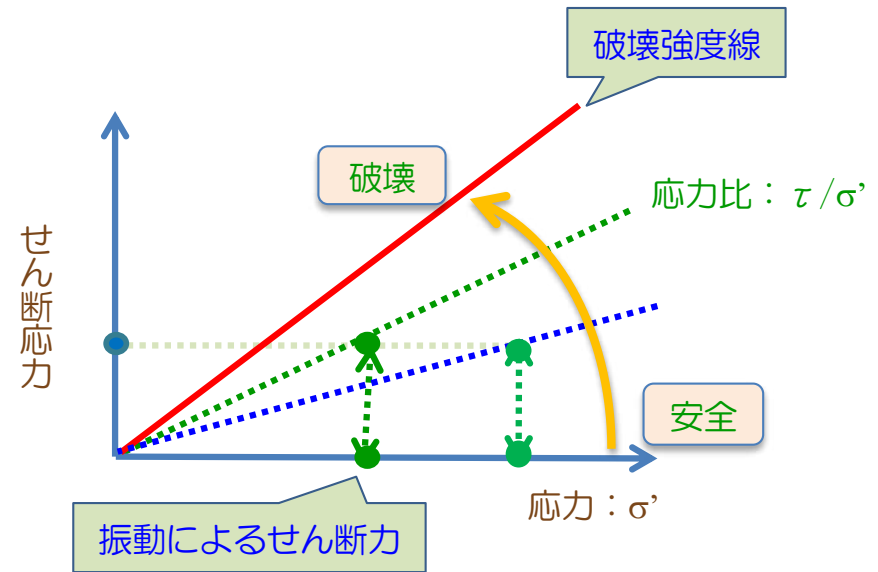 破壊強度線
破壊
応力比：τ/σ’
せん断応力
安全
応力：σ’
振動によるせん断力